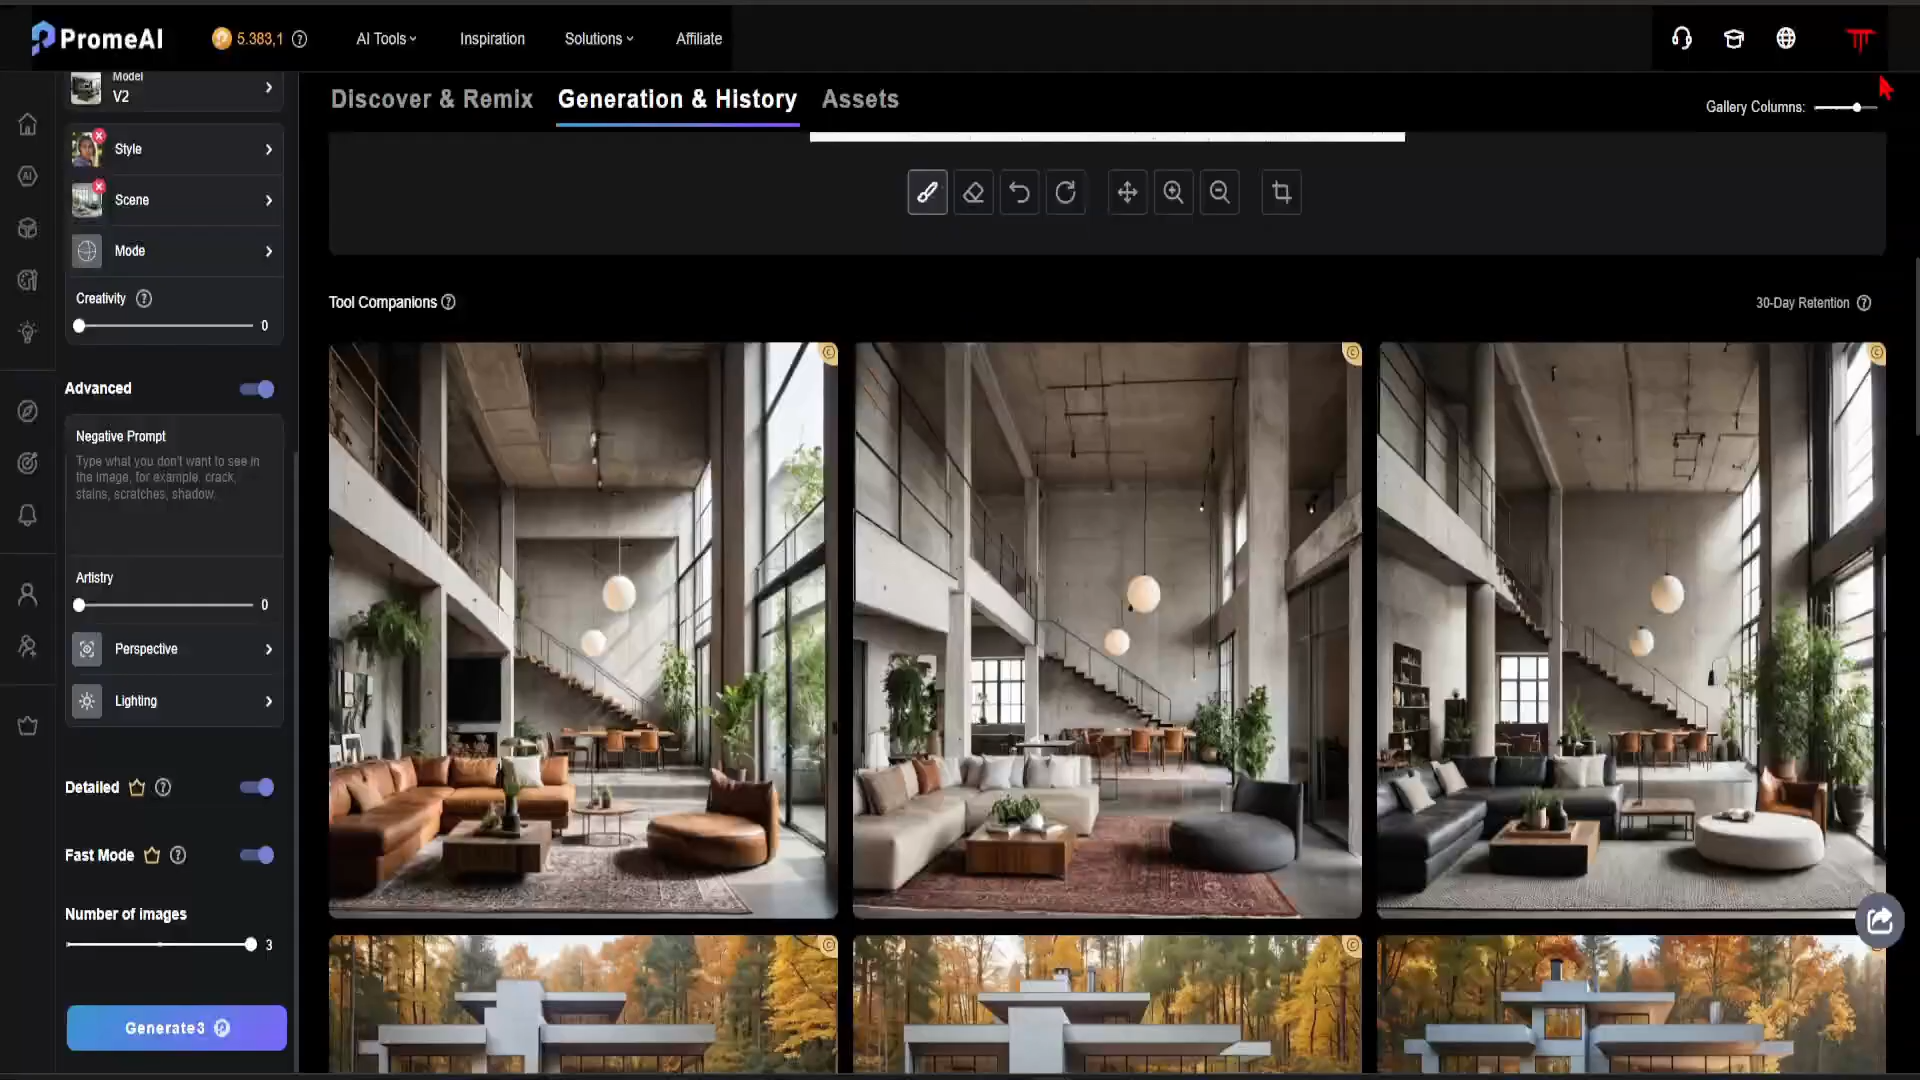 PromeAI
5.383,1
AI Tools
Inspiration
Solutions
Affiliate
Model
V2
Style
Scene
Mode
Creativity
0
Advanced
Negative Prompt
Type what you don't want to see in
the image, for example, crack,
stains, scratches, shadow.
Artistry
0
Perspective
Lighting
Detailed
Fast Mode
Number of images
3
Generate3
Discover & Remix
Generation & History
Assets
Gallery Columns:
Tool Companions
30-Day Retention